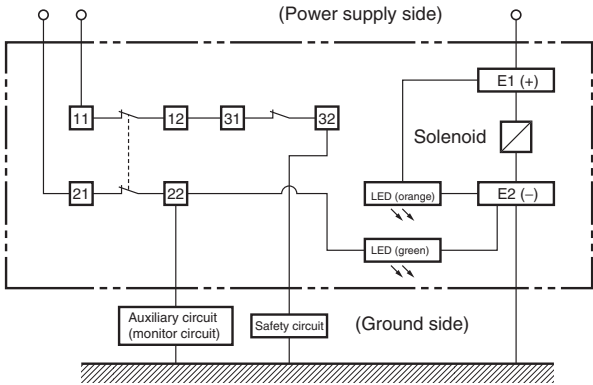 (Power supply side)
E1 (+)
11
12
31
32
Solenoid
21
22
LED (orange)
E2 (–)
LED (green)
Auxiliary circuit
(monitor circuit)
Safety circuit
(Ground side)